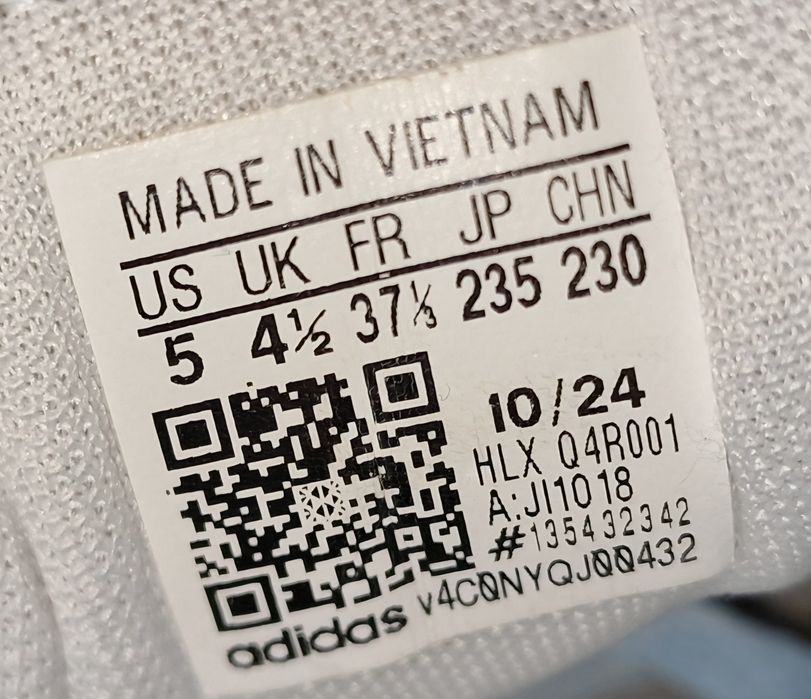 MADE IN VIETNAM
US UK FR JP CHN
5 4½ 37⅓ 235 230
10/24
HLX Q4R001
A:JI1018
#135432342
adidas v4C0NYQJ00432